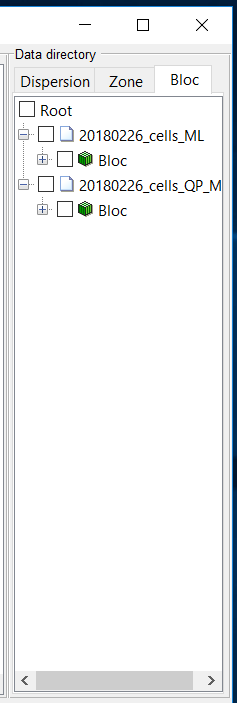 Data directory
Dispersion Zone Bloc
Root
20180226_cells_ML
Bloc
20180226_cells_QP_M
Bloc